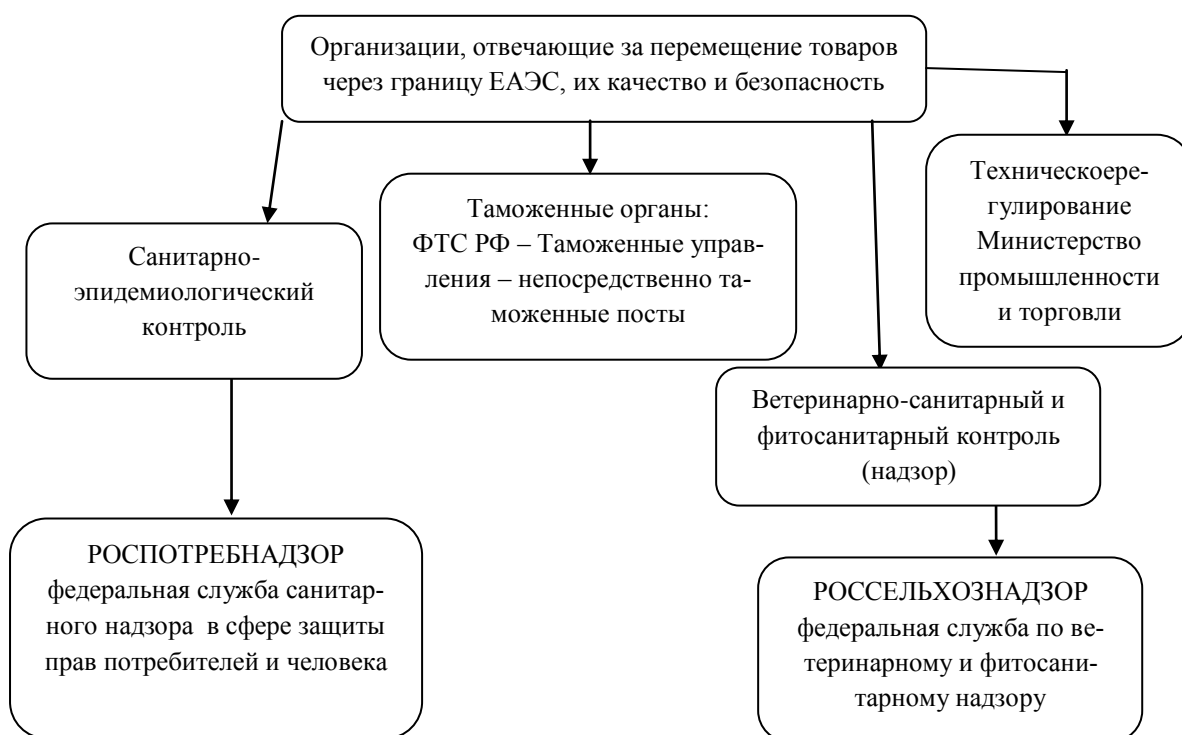 Организации, отвечающие за перемещение товаров
через границу ЕАЭС, их качество и безопасность
Санитарно-
эпидемиологический
контроль
Таможенные органы:
ФТС РФ – Таможенные управ-
ления – непосредственно та-
моженные посты
Техническоере-
гулирование
Министерство
промышленности
и торговли
Ветеринарно-санитарный и
фитосанитарный контроль
(надзор)
РОСПОТРЕБНАДЗОР
федеральная служба санитар-
ного надзора в сфере защиты
прав потребителей и человека
РОССЕЛЬХОЗНАДЗОР
федеральная служба по ве-
теринарному и фитосани-
тарному надзору